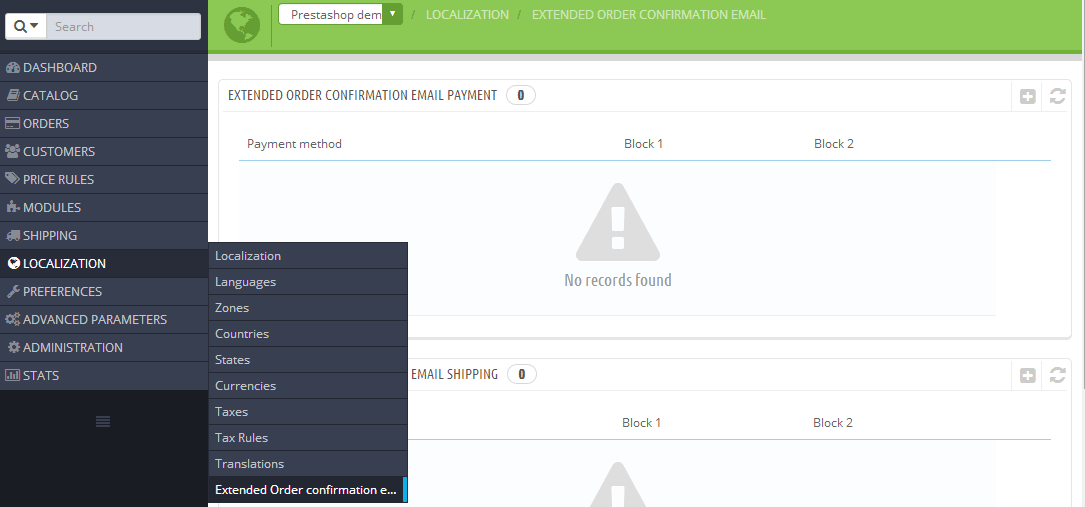 Search
Prestashop dem
/ LOCALIZATION / EXTENDED ORDER CONFIRMATION EMAIL
DASHBOARD
CATALOG
ORDERS
CUSTOMERS
PRICE RULES
MODULES
SHIPPING
LOCALIZATION
PREFERENCES
ADVANCED PARAMETERS
ADMINISTRATION
STATS
Localization
Languages
Zones
Countries
States
Currencies
Taxes
Tax Rules
Translations
Extended Order confirmation e...
EXTENDED ORDER CONFIRMATION EMAIL PAYMENT 0
Payment method Block 1 Block 2
No records found
EMAIL SHIPPING 0
Block 1 Block 2